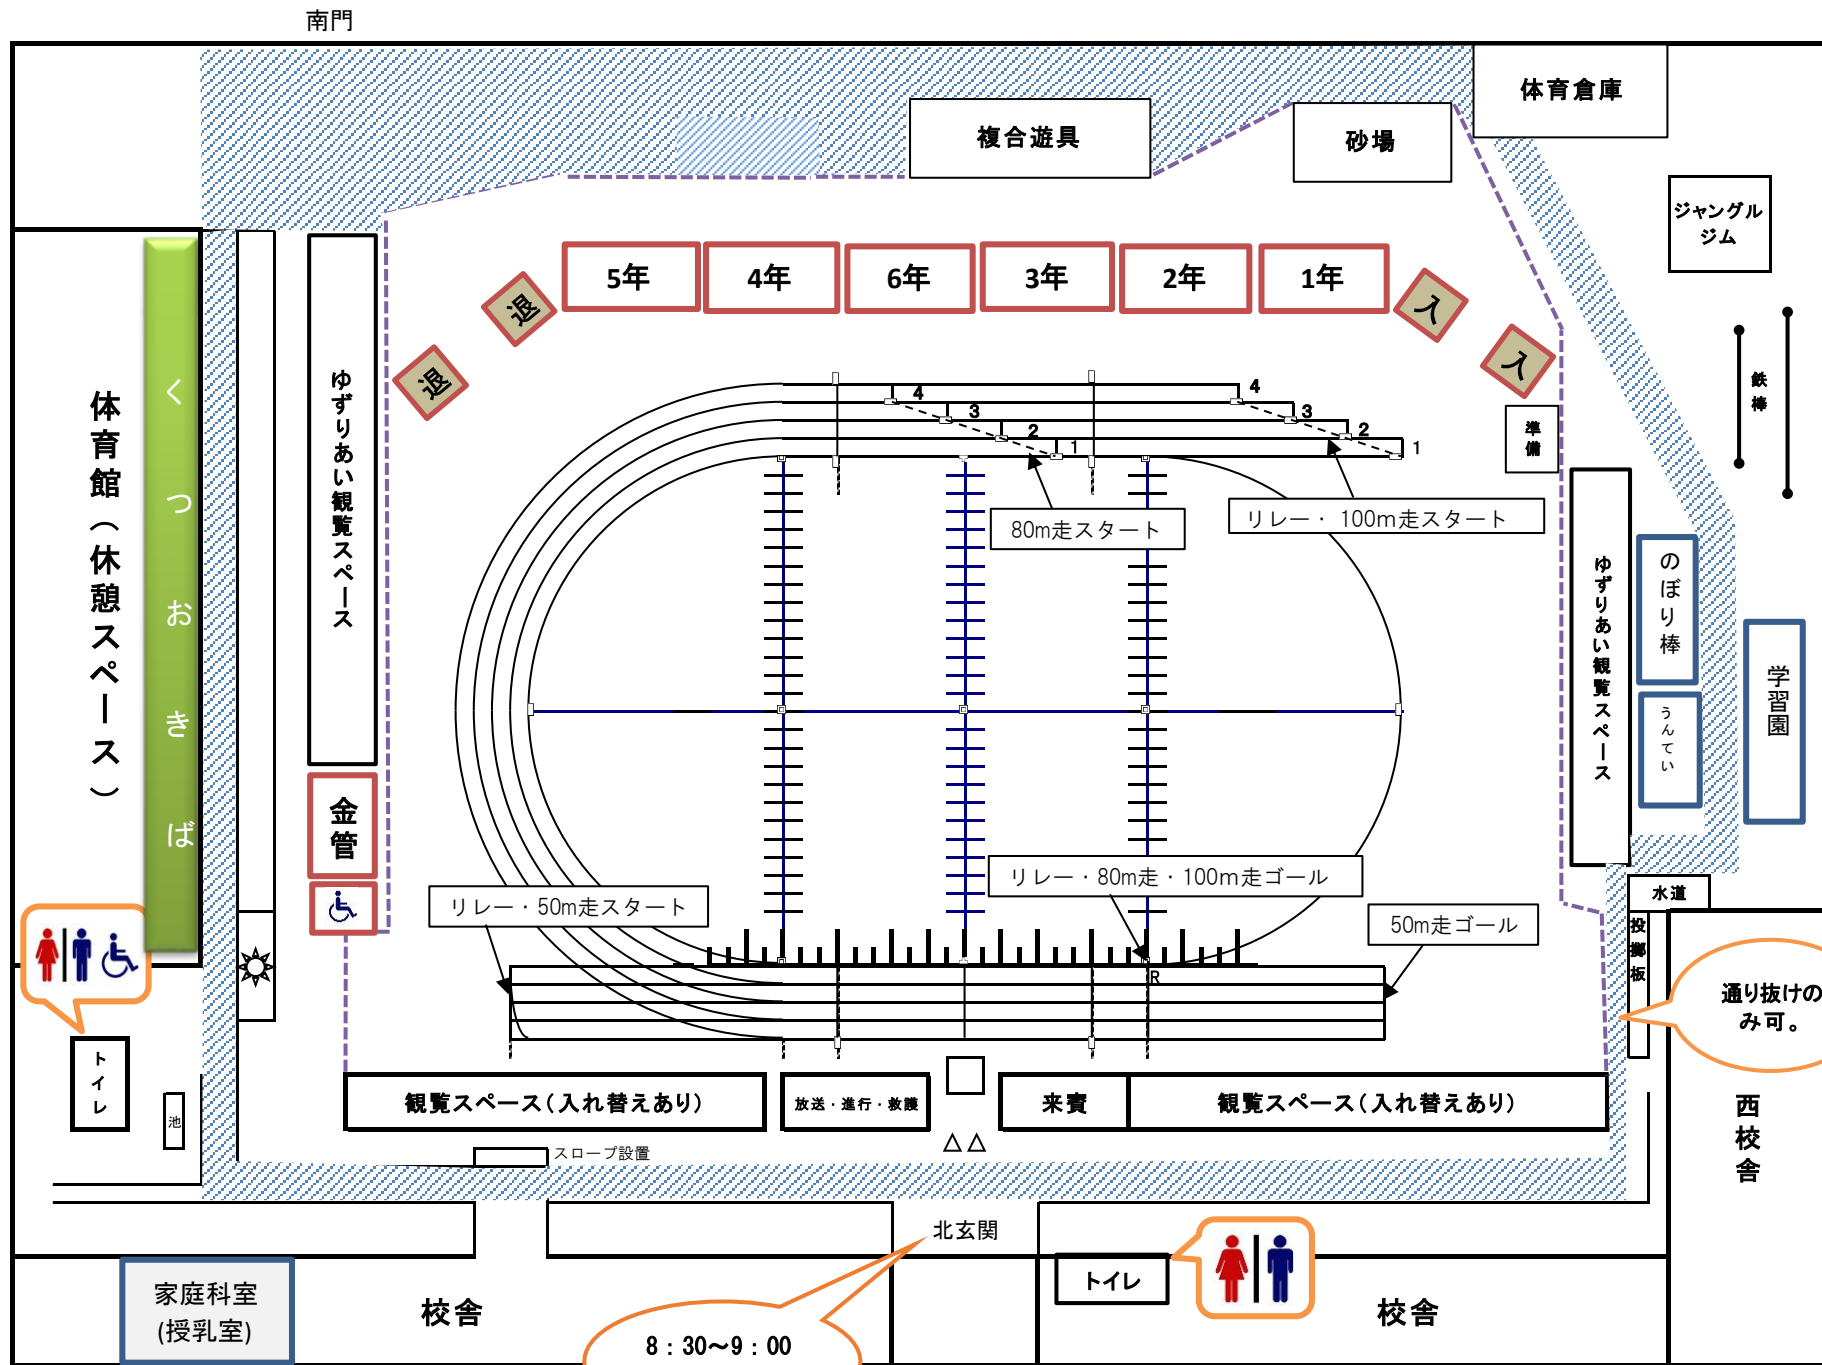 南門
体育倉庫
複合遊具
砂場
ジャングル
ジム
5年
4年
6年
3年
2年
1年
退
退
入
入
準備
鉄棒
体育館（休憩スペース）
くつおきば
ゆずりあい観覧スペース
4
3
2
1
4
3
2
1
80m走スタート
リレー・ 100m走スタート
ゆずりあい観覧スペース
のぼり棒
うんてい
学習園
金管
リレー・50m走スタート
リレー・80m走・100m走ゴール
50m走ゴール
R
水道
投擲板
通り抜けの
み可。
トイレ
池
観覧スペース（入れ替えあり）
放送・進行・救護
来賓
観覧スペース（入れ替えあり）
スロープ設置
西校舎
北玄関
家庭科室
(授乳室)
校舎
8：30～9：00
トイレ
校舎